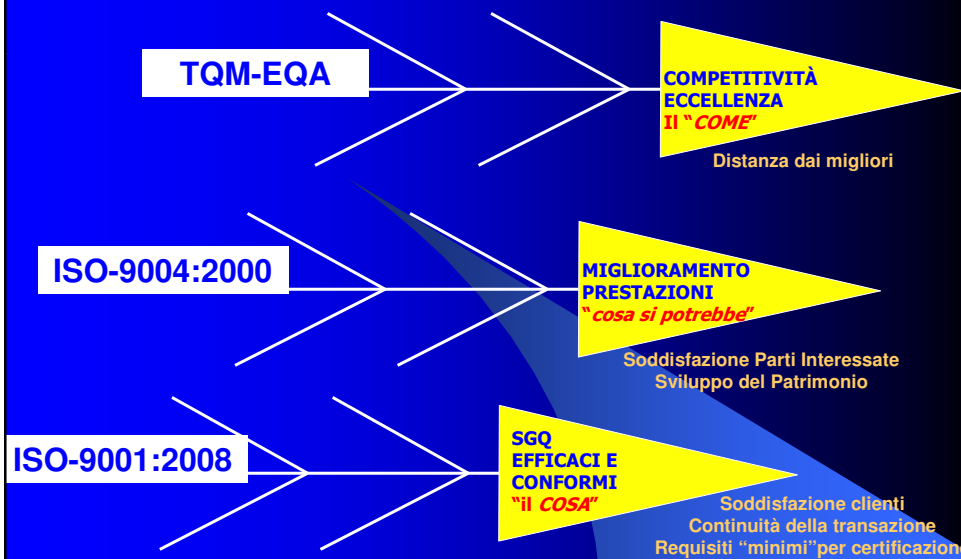 TQM-EQA
COMPETITIVITÀ
ECCELLENZA
Il “COME”
Distanza dai migliori
ISO-9004:2000
MIGLIORAMENTO
PRESTAZIONI
“cosa si potrebbe”
Soddisfazione Parti Interessate
Sviluppo del Patrimonio
ISO-9001:2008
SGQ
EFFICACI E
CONFORMI
“il COSA”
Soddisfazione clienti
Continuità della transazione
Requisiti “minimi”per certificazion